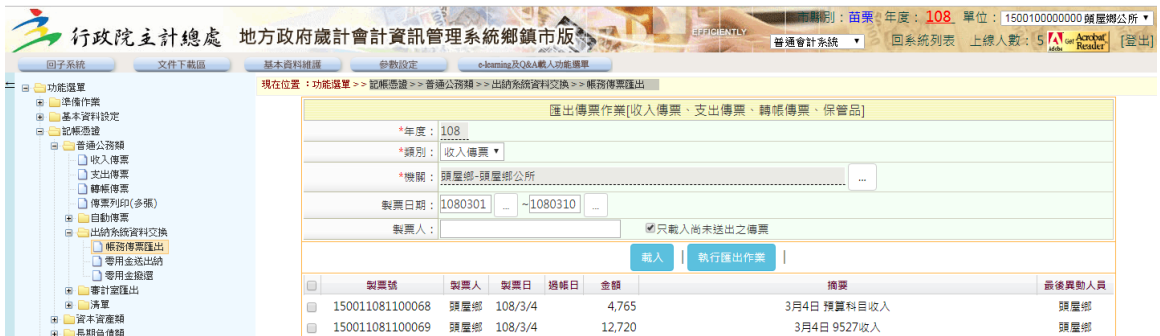 市縣別：苗栗 年度：108 單位：1500100000000 頭屋鄉公所
行政院主計總處 地方政府歲計會計資訊管理系統鄉鎮市版
EFFICIENTLY
普通會計系統 回系統列表 上線人數：5 Get Acrobat Reader Adobe [登出]
回子系統 文件下載區 基本資料維護 參數設定 e-learning及Q&A載入功能選單
現在位置：功能選單>>記帳憑證>>普通公務類>>出納系統資料交換>>帳務傳票匯出
功能選單
準備作業
基本資料設定
記帳憑證
普通公務類
收入傳票
支出傳票
轉帳傳票
傳票列印(多張)
自動傳票
出納系統資料交換
帳務傳票匯出
零用金送出納
零用金撥還
審計室匯出
清單
資本資產類
長期負債類
匯出傳票作業[收入傳票、支出傳票、轉帳傳票、保管品]
*年度：108
*類別：收入傳票
*機關：頭屋鄉-頭屋鄉公所 ...
製票日期：1080301 ... ~1080310 ...
製票人： 只載入尚未送出之傳票
載入 | 執行匯出作業 |
製票號 製票人 製票日 過帳日 金額 摘要 最後異動人員
150011081100068 頭屋鄉 108/3/4 4,765 3月4日 預算科目收入 頭屋鄉
150011081100069 頭屋鄉 108/3/4 12,720 3月4日 9527收入 頭屋鄉